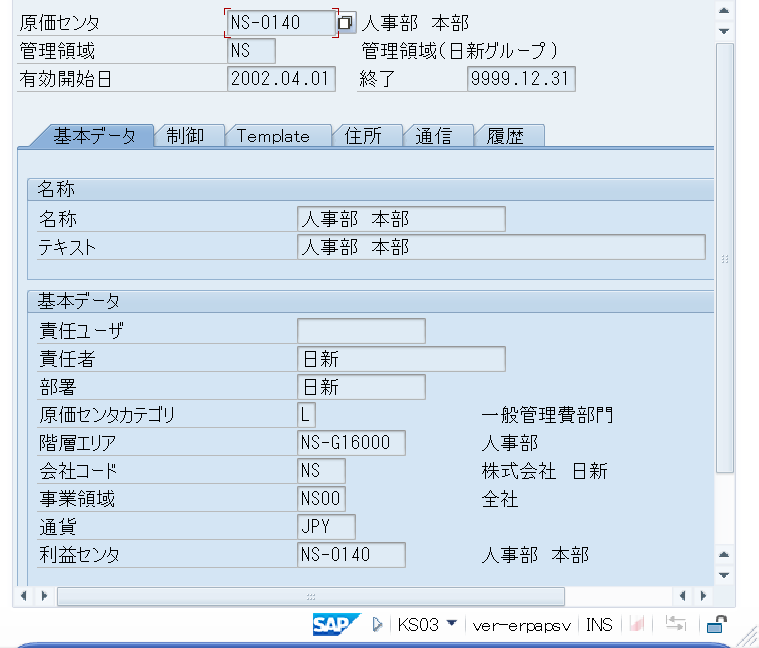 原価センタ NS-0140 人事部 本部
管理領域 NS 管理領域(日新グループ)
有効開始日 2002.04.01 終了 9999.12.31
基本データ 制御 Template 住所 通信 履歴
名称
名称 人事部 本部
テキスト 人事部 本部
基本データ
責任ユーザ
責任者 日新
部署 日新
原価センタカテゴリ L 一般管理費部門
階層エリア NS-G16000 人事部
会社コード NS 株式会社 日新
事業領域 NS00 全社
通貨 JPY
利益センタ NS-0140 人事部 本部
SAP KS03 ver-erpapsv INS